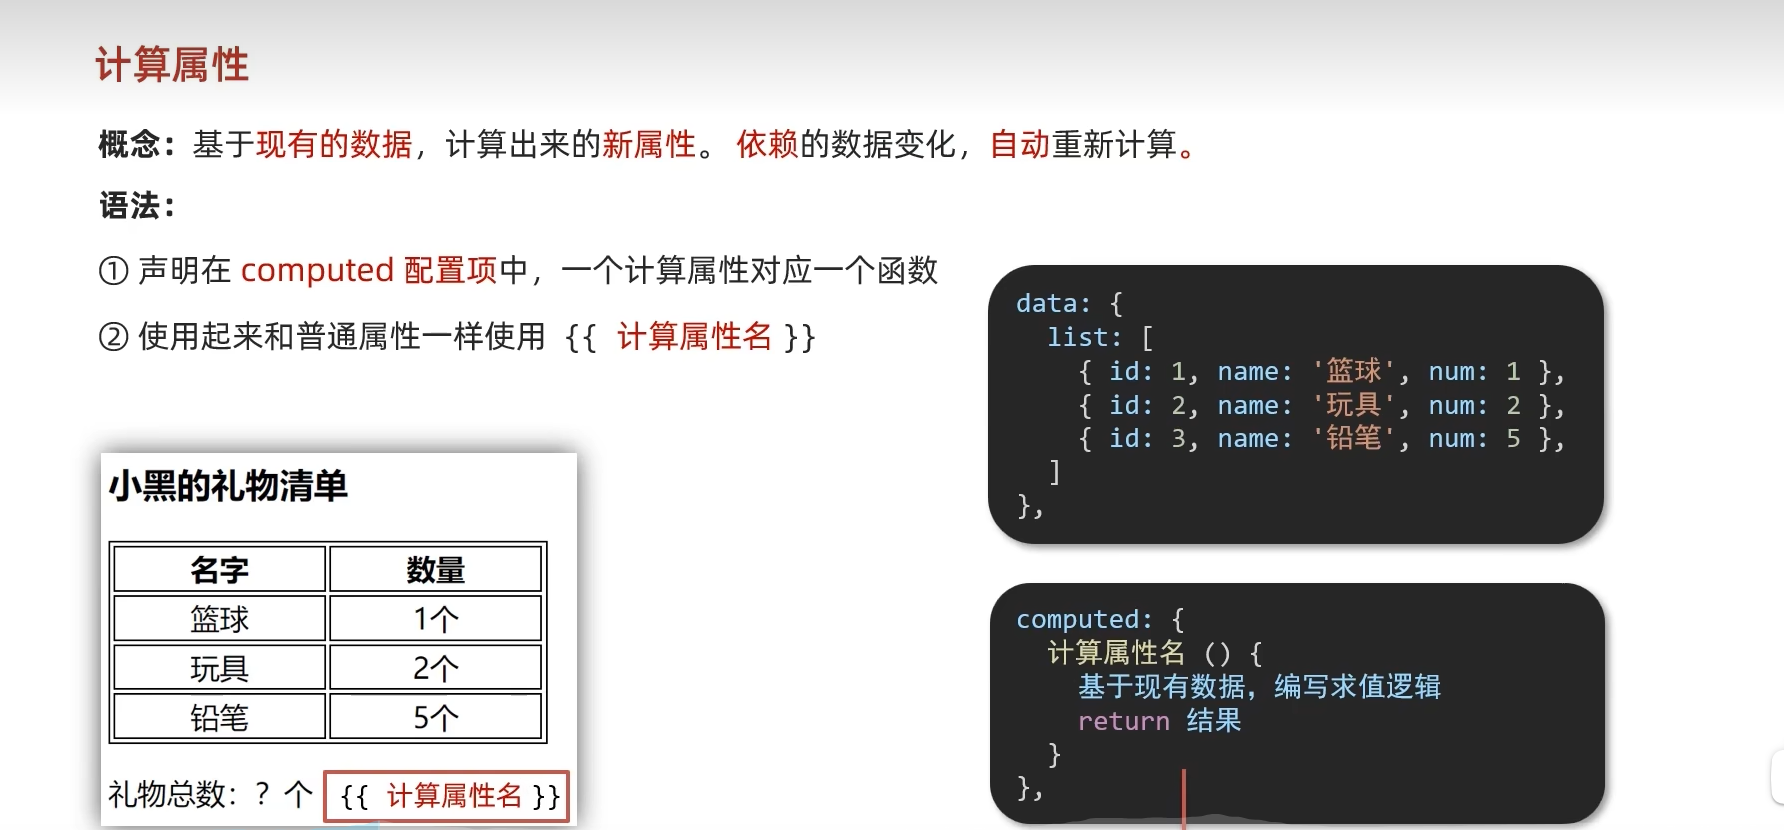 计算属性
概念：基于现有的数据，计算出来的新属性。 依赖的数据变化，自动重新计算。
语法：
① 声明在 computed 配置项中，一个计算属性对应一个函数
② 使用起来和普通属性一样使用 {{ 计算属性名 }}
小黑的礼物清单
名字 数量
篮球 1个
玩具 2个
铅笔 5个
礼物总数：？个 {{ 计算属性名 }}
data: {
list: [
{ id: 1, name: '篮球', num: 1 },
{ id: 2, name: '玩具', num: 2 },
{ id: 3, name: '铅笔', num: 5 },
]
},
computed: {
计算属性名 () {
基于现有数据，编写求值逻辑
return 结果
}
},